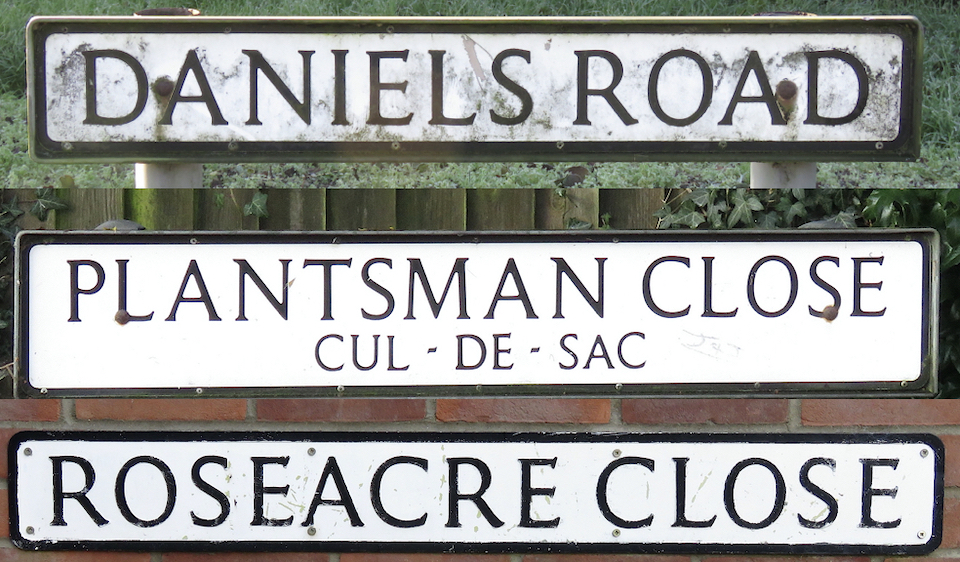 DANIELS ROAD
PLANTSMAN CLOSE
CUL - DE - SAC
ROSEACRE CLOSE